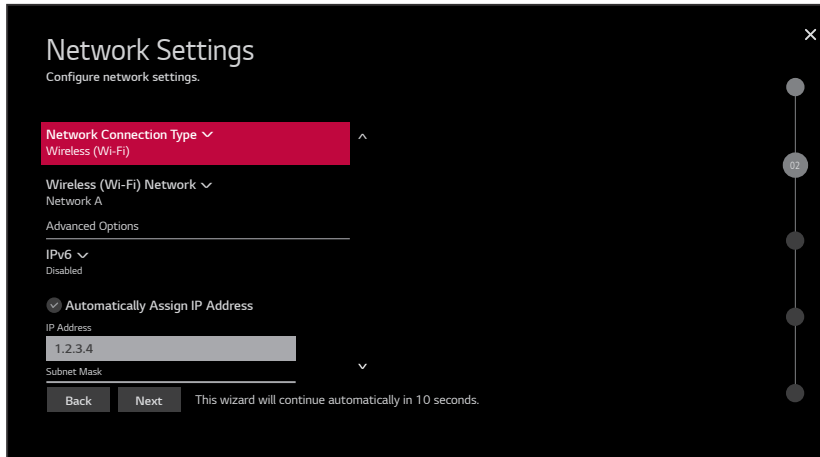 Network Settings
Configure network settings.
Network Connection Type
Wireless (Wi-Fi)
02
Wireless (Wi-Fi) Network
Network A
Advanced Options
IPv6
Disabled
Automatically Assign IP Address
IP Address
1.2.3.4
Subnet Mask
Back Next This wizard will continue automatically in 10 seconds.